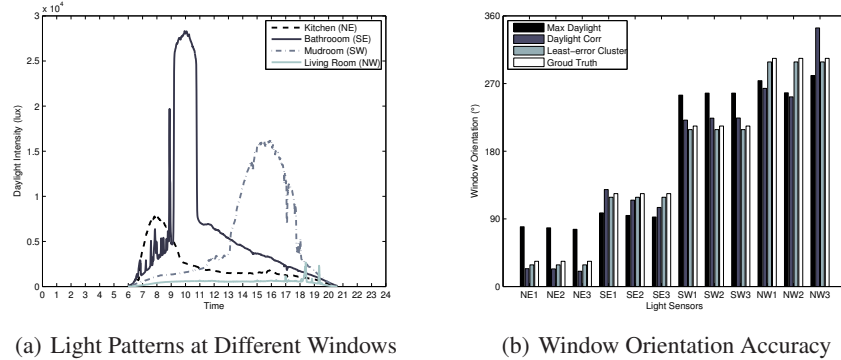 3 x 10⁴
2.5
2
1.5
1
0.5
0
Daylight Intensity (lux)
0 1 2 3 4 5 6 7 8 9 10 11 12 13 14 15 16 17 18 19 20 21 22 23 24
Time
Kitchen (NE)
Bathrooom (SE)
Mudroom (SW)
Living Room (NW)
(a) Light Patterns at Different Windows
360
270
180
90
0
Window Orientation (°)
Max Daylight
Daylight Corr
Least−error Cluster
Groud Truth
NE1 NE2 NE3 SE1 SE2 SE3 SW1 SW2 SW3 NW1 NW2 NW3
Light Sensors
(b) Window Orientation Accuracy